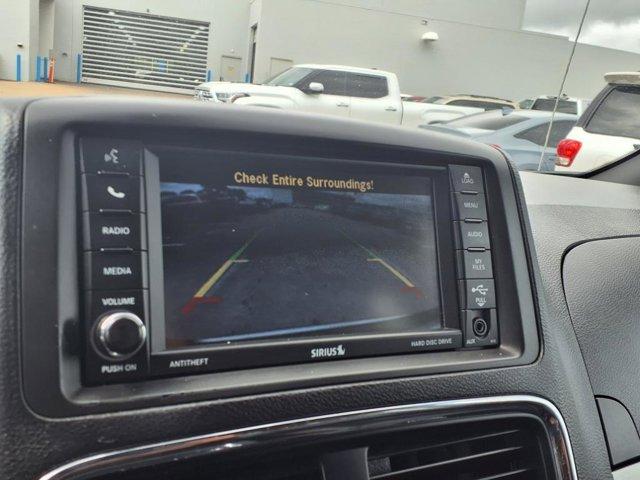 Check Entire Surroundings!
RADIO
MEDIA
VOLUME
PUSH ON
ANTITHEFT
SIRIUS
HARD DISC DRIVE
LOAD
MENU
AUDIO
MY
FILES
PULL
AUX